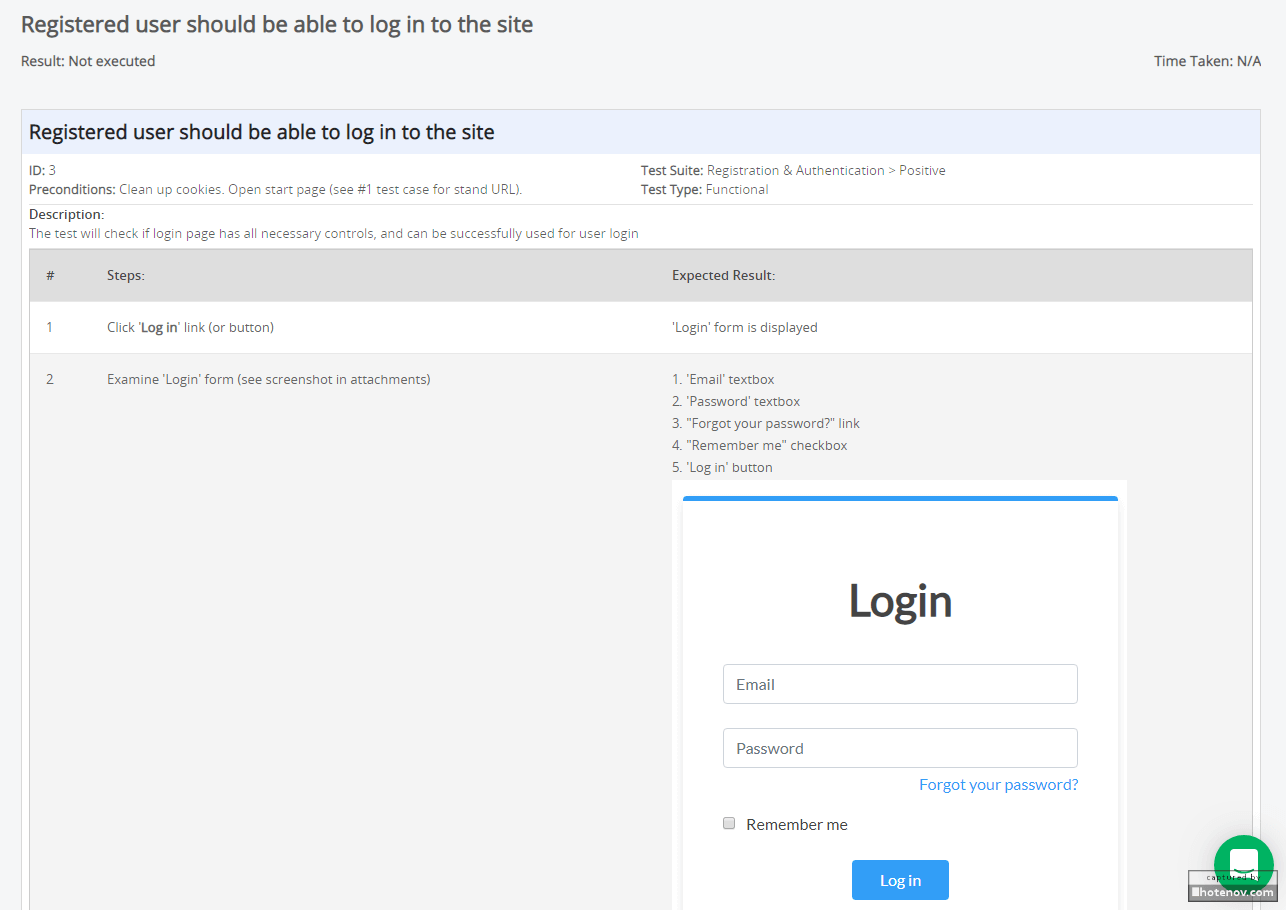 Registered user should be able to log in to the site
Result: Not executed
Time Taken: N/A
Registered user should be able to log in to the site
ID: 3
Test Suite: Registration & Authentication > Positive
Preconditions: Clean up cookies. Open start page (see #1 test case for stand URL).
Test Type: Functional
Description:
The test will check if login page has all necessary controls, and can be successfully used for user login
# Steps: Expected Result:
1 Click 'Log in' link (or button) 'Login' form is displayed
2 Examine 'Login' form (see screenshot in attachments) 1. 'Email' textbox
2. 'Password' textbox
3. "Forgot your password?" link
4. "Remember me" checkbox
5. 'Log in' button
Login
Email
Password
Forgot your password?
Remember me
Log in
captured by
hotenov.com